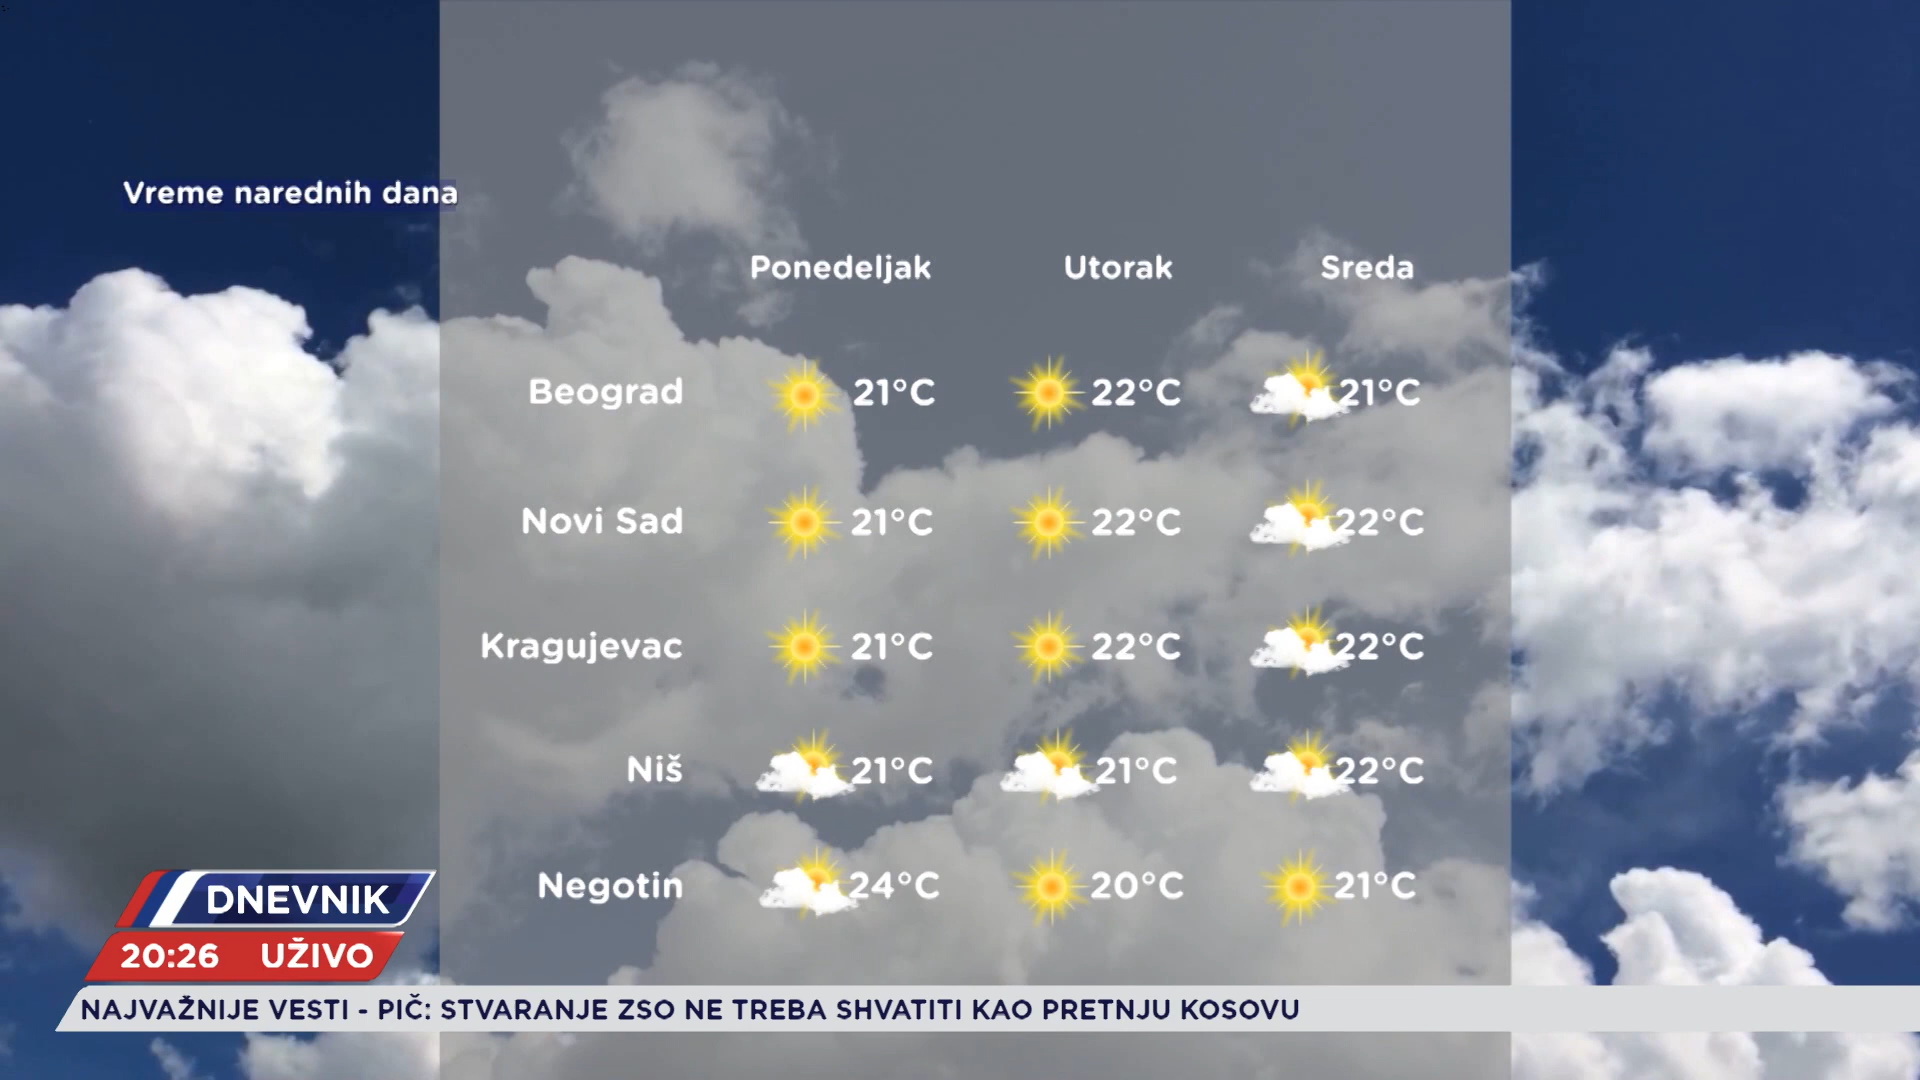 Vreme narednih dana
Ponedeljak Utorak Sreda
Beograd 21°C 22°C 21°C
Novi Sad 21°C 22°C 22°C
Kragujevac 21°C 22°C 22°C
Niš 21°C 21°C 22°C
Negotin 24°C 20°C 21°C
DNEVNIK
20:26 UŽIVO
NAJVAŽNIJE VESTI - PIČ: STVARANJE ZSO NE TREBA SHVATITI KAO PRETNJU KOSOVU